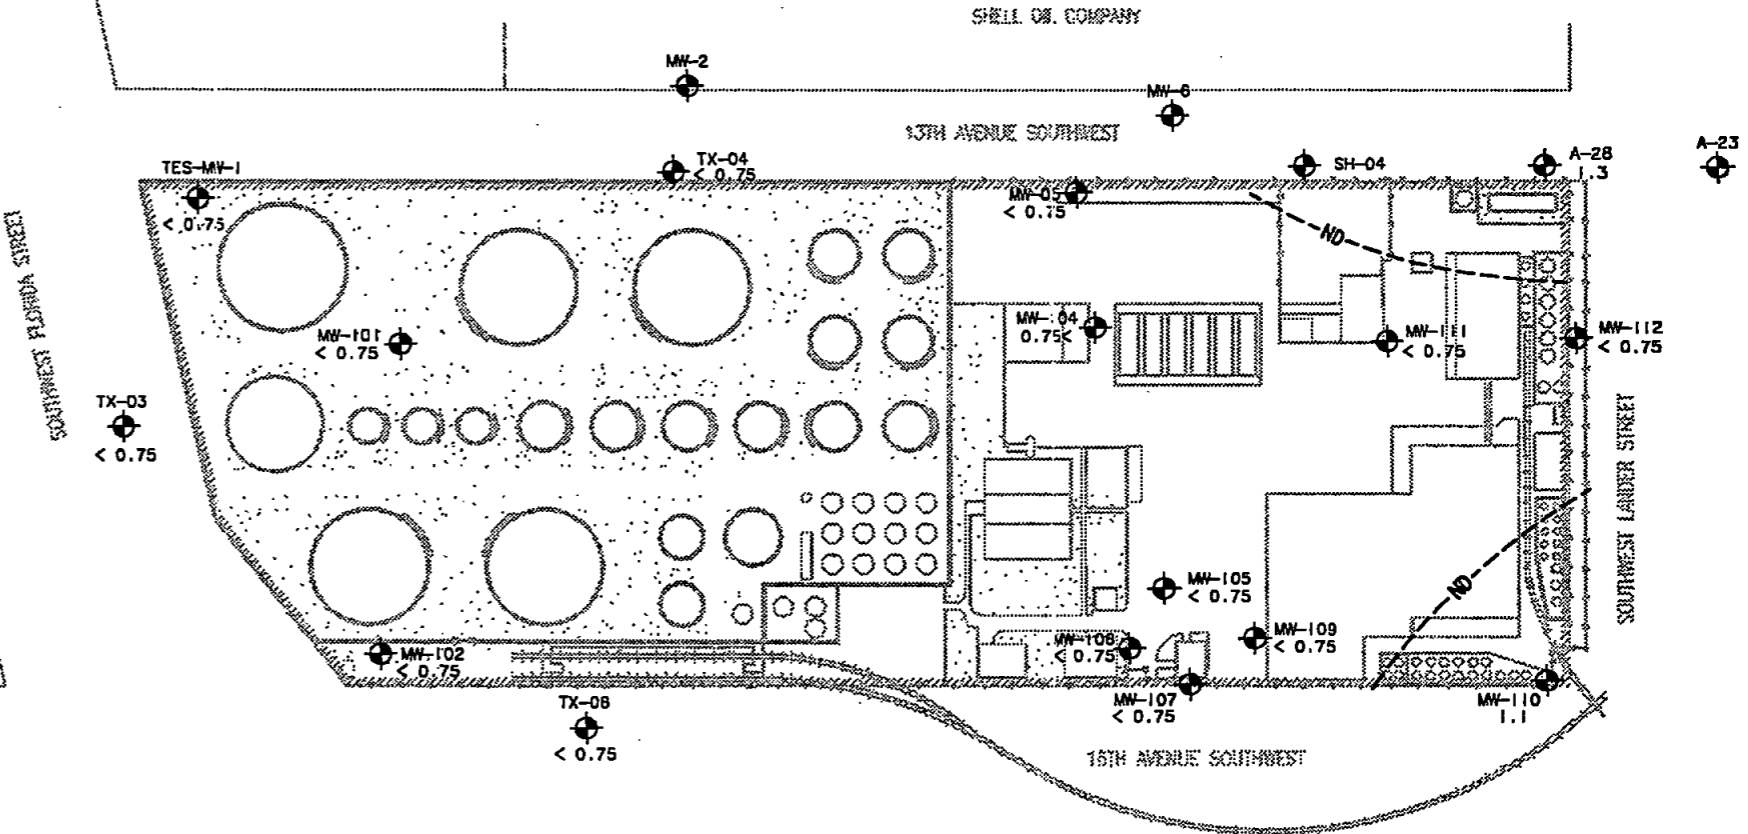 SHELL OIL COMPANY
MW-2
MW-6
13TH AVENUE SOUTHWEST
A-23
TES-MW-1
< 0.75
TX-04
< 0.75
SH-04
A-28
1.3
MW-05
< 0.75
ND
SOUTHWEST FLORIDA STREET
MW-101
< 0.75
MW-104
0.75<
MW-111
< 0.75
MW-112
< 0.75
TX-03
< 0.75
SOUTHWEST LANDER STREET
MW-105
< 0.75
ND
MW-108
< 0.75
MW-109
< 0.75
MW-102
< 0.75
MW-107
< 0.75
MW-110
1.1
TX-08
< 0.75
16TH AVENUE SOUTHWEST